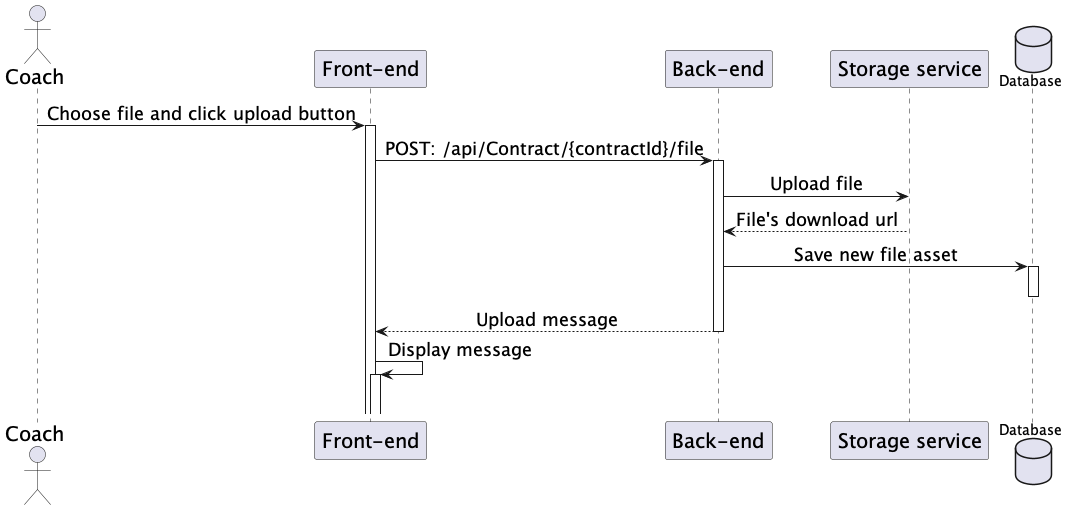 Coach
Front-end
Back-end
Storage service
Database
Choose file and click upload button
POST: /api/Contract/{contractId}/file
Upload file
File's download url
Save new file asset
Upload message
Display message
Coach
Front-end
Back-end
Storage service
Database